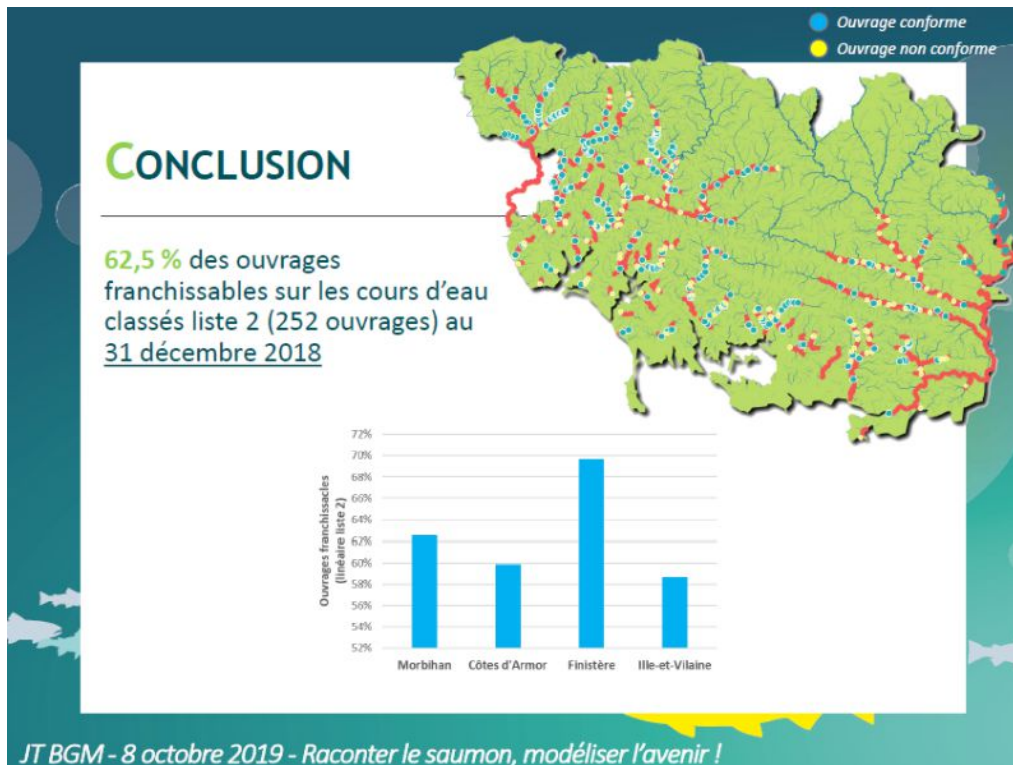 Ouvrage conforme
Ouvrage non conforme
CONCLUSION
62,5 % des ouvrages
franchissables sur les cours d'eau
classés liste 2 (252 ouvrages) au
31 décembre 2018
72%
70%
68%
66%
64%
62%
60%
58%
56%
54%
52%
Ouvrages franchissacles
(linéaire liste 2)
Morbihan Côtes d'Armor Finistère Ille-et-Vilaine
JT BGM - 8 octobre 2019 - Raconter le saumon, modéliser l'avenir !